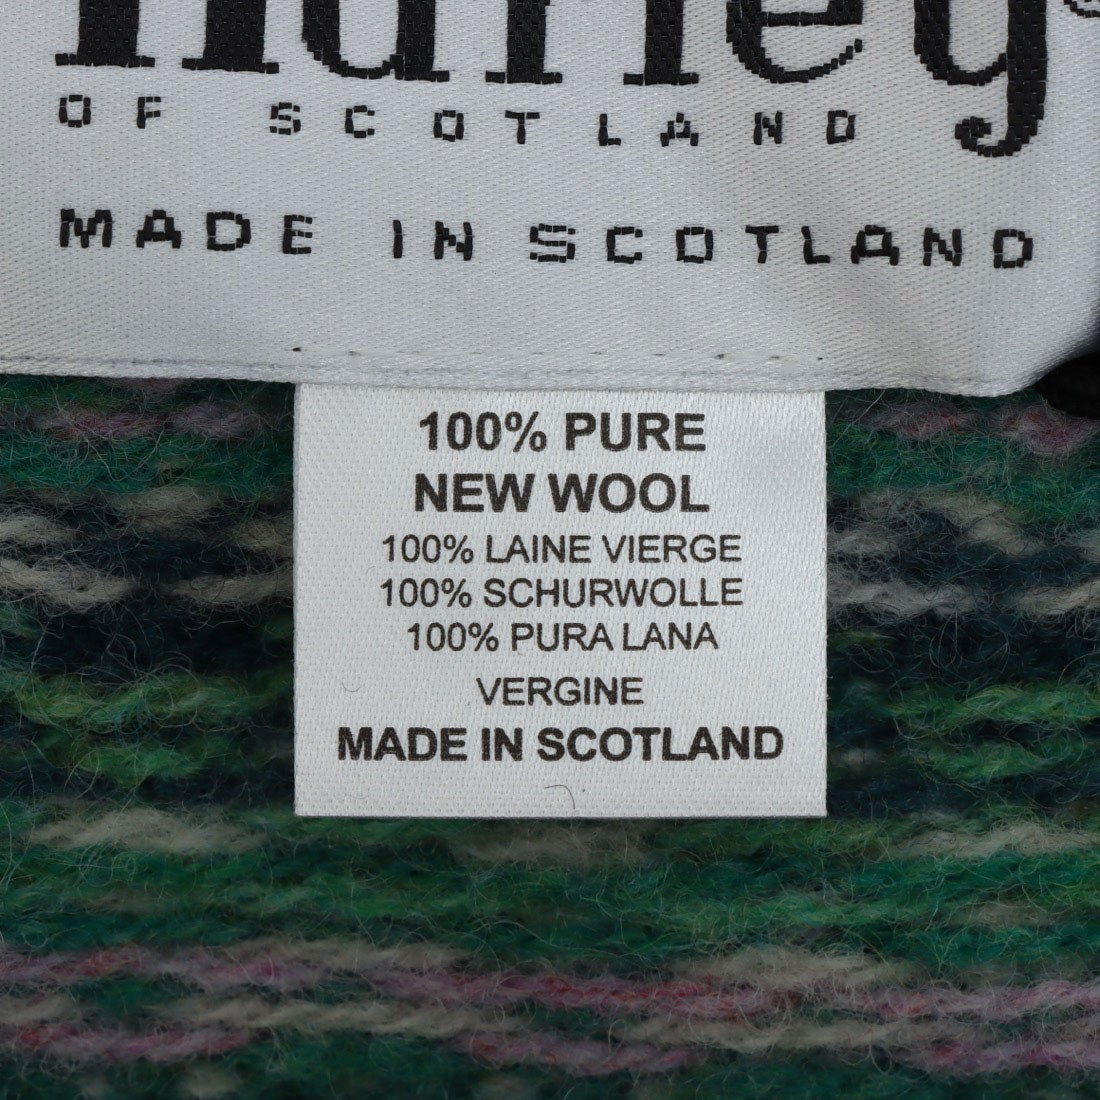 OF SCOTLAND
MADE IN SCOTLAND
100% PURE
NEW WOOL
100% LAINE VIERGE
100% SCHURWOLLE
100% PURA LANA
VERGINE
MADE IN SCOTLAND